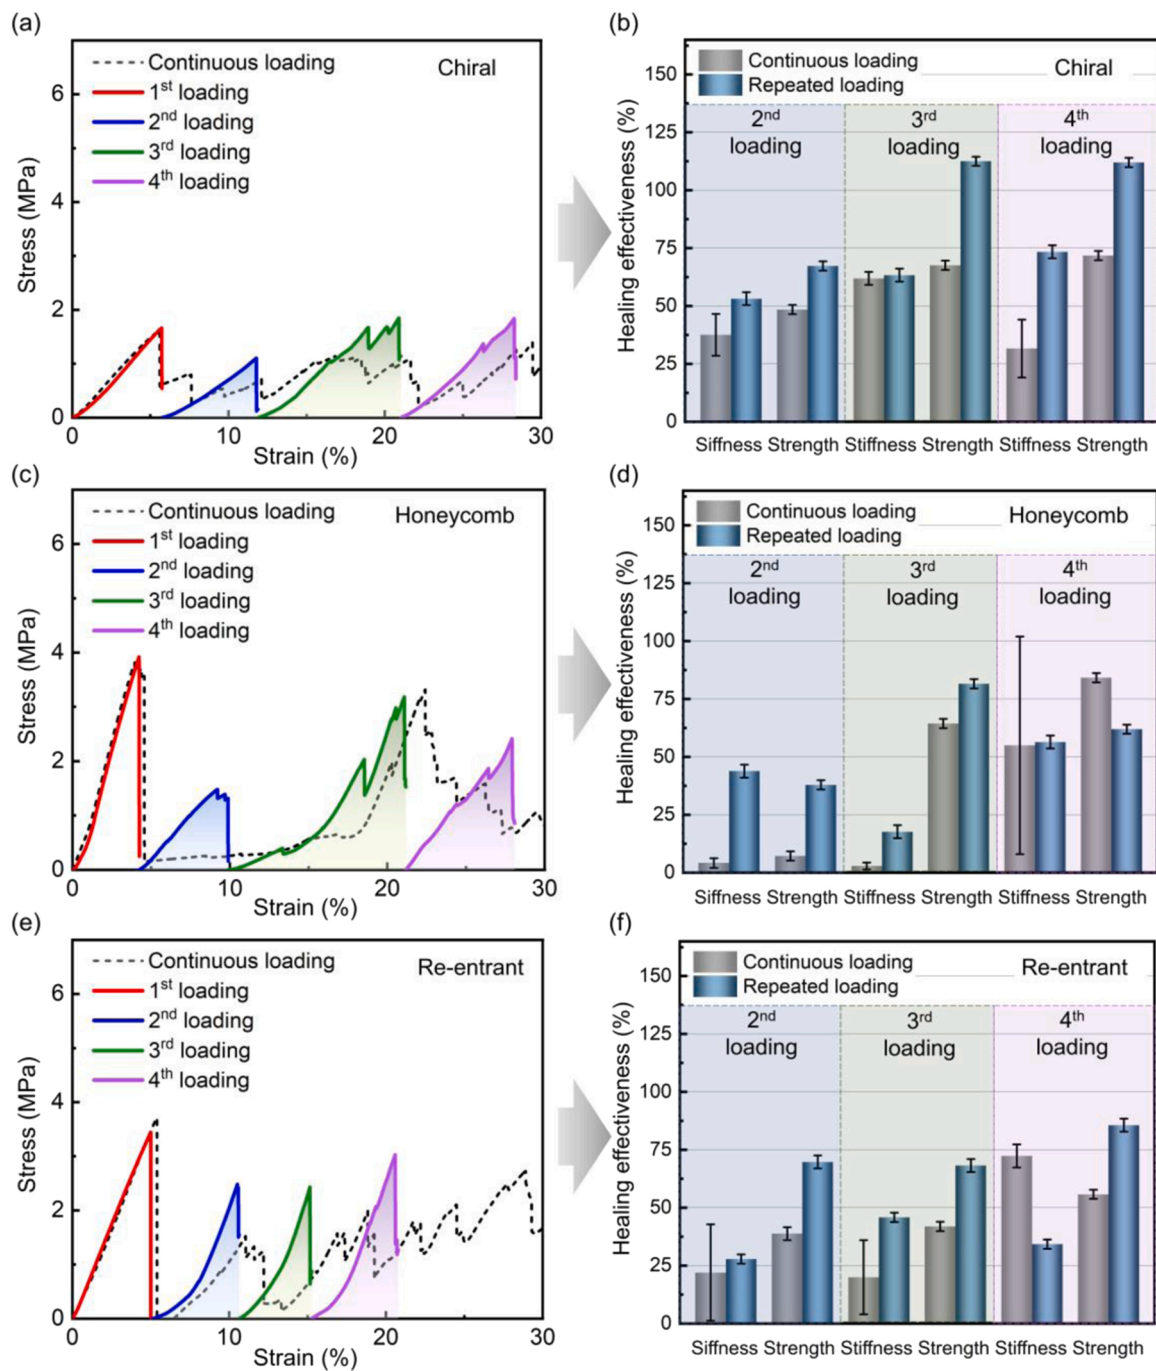 (a)
Continuous loading
Chiral
1st loading
2nd loading
3rd loading
4th loading
6
4
2
0
Stress (MPa)
0 10 20 30
Strain (%)
(b)
Continuous loading
Chiral
Repeated loading
2nd loading
3rd loading
4th loading
150
125
100
75
50
25
0
Healing effectiveness (%)
Siffness Strength Stiffness Strength Stiffness Strength
(c)
Continuous loading
Honeycomb
1st loading
2nd loading
3rd loading
4th loading
6
4
2
0
Stress (MPa)
0 10 20 30
Strain (%)
(d)
Continuous loading
Honeycomb
Repeated loading
2nd loading
3rd loading
4th loading
150
125
100
75
50
25
0
Healing effectiveness (%)
Siffness Strength Stiffness Strength Stiffness Strength
(e)
Continuous loading
Re-entrant
1st loading
2nd loading
3rd loading
4th loading
6
4
2
0
Stress (MPa)
0 10 20 30
Strain (%)
(f)
Continuous loading
Re-entrant
Repeated loading
2nd loading
3rd loading
4th loading
150
125
100
75
50
25
0
Healing effectiveness (%)
Siffness Strength Stiffness Strength Stiffness Strength